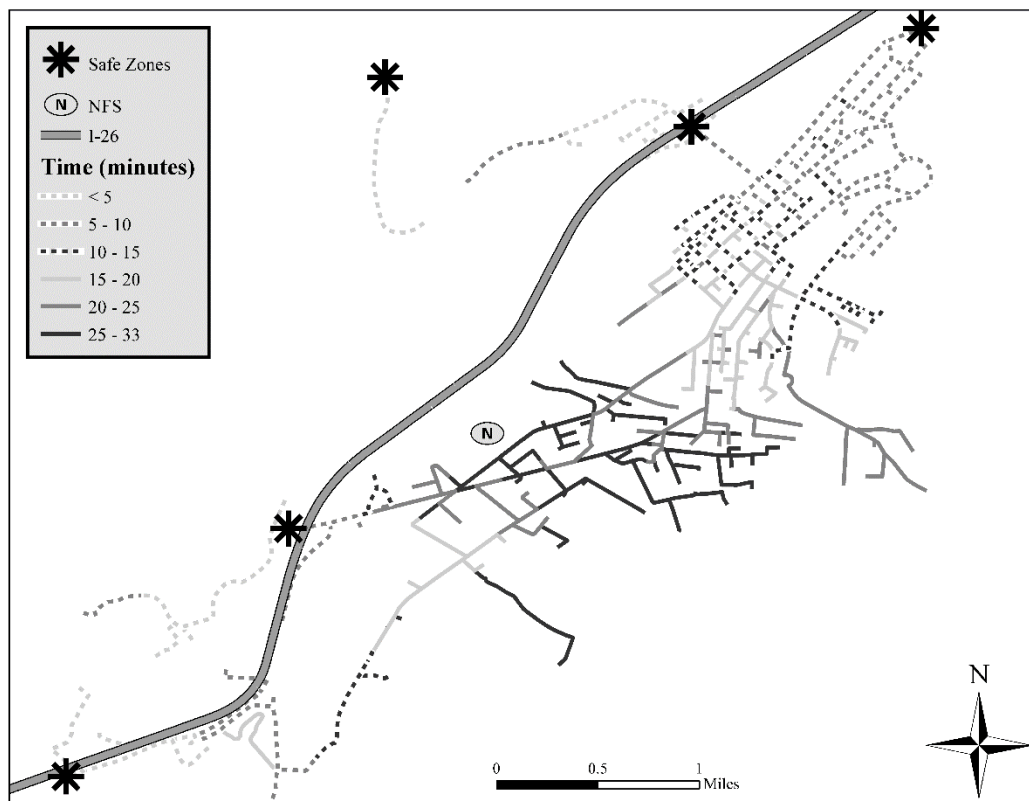 Safe Zones
N NFS
I-26
Time (minutes)
< 5
5 - 10
10 - 15
15 - 20
20 - 25
25 - 33
N
N
0 0.5 1
Miles